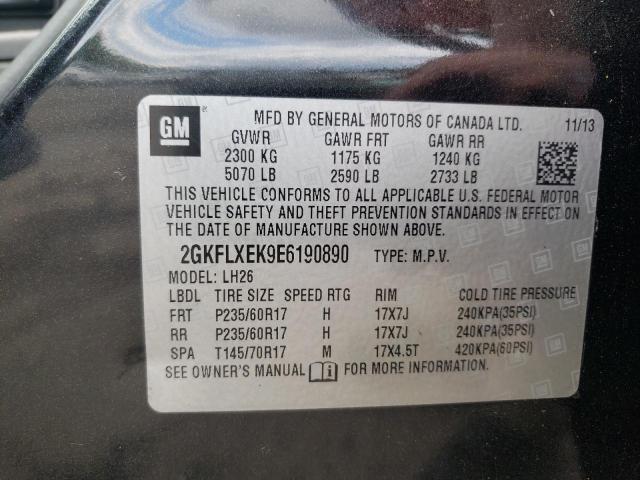 GM
MFD BY GENERAL MOTORS OF CANADA LTD. 11/13
GVWR GAWR FRT GAWR RR
2300 KG 1175 KG 1240 KG
5070 LB 2590 LB 2733 LB
THIS VEHICLE CONFORMS TO ALL APPLICABLE U.S. FEDERAL MOTOR
VEHICLE SAFETY AND THEFT PREVENTION STANDARDS IN EFFECT ON
THE DATE OF MANUFACTURE SHOWN ABOVE.
2GKFLXEK9E6190890 TYPE: M.P.V.
MODEL: LH26
LBDL TIRE SIZE SPEED RTG RIM COLD TIRE PRESSURE
FRT P235/60R17 H 17X7J 240KPA(35PSI)
RR P235/60R17 H 17X7J 240KPA(35PSI)
SPA T145/70R17 M 17X4.5T 420KPA(60PSI)
SEE OWNER'S MANUAL FOR MORE INFORMATION.